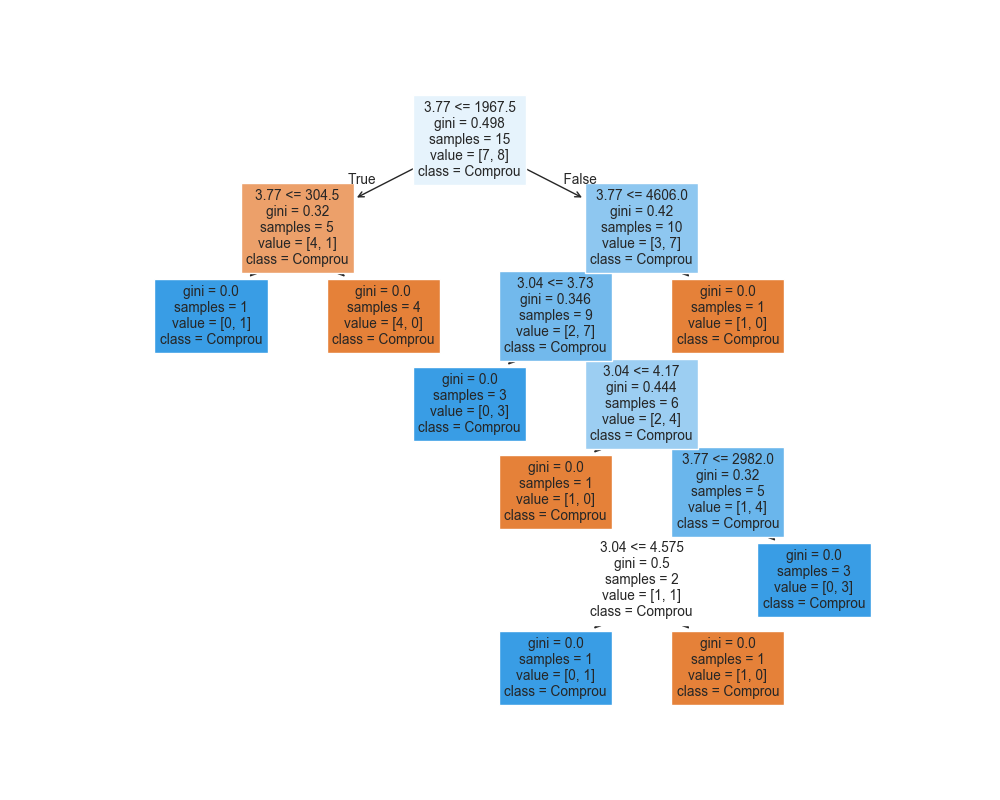 3.77 <= 1967.5
gini = 0.498
samples = 15
value = [7, 8]
class = Comprou
True
False
3.77 <= 304.5
gini = 0.32
samples = 5
value = [4, 1]
class = Comprou
3.77 <= 4606.0
gini = 0.42
samples = 10
value = [3, 7]
class = Comprou
gini = 0.0
samples = 1
value = [0, 1]
class = Comprou
gini = 0.0
samples = 4
value = [4, 0]
class = Comprou
3.04 <= 3.73
gini = 0.346
samples = 9
value = [2, 7]
class = Comprou
gini = 0.0
samples = 1
value = [1, 0]
class = Comprou
gini = 0.0
samples = 3
value = [0, 3]
class = Comprou
3.04 <= 4.17
gini = 0.444
samples = 6
value = [2, 4]
class = Comprou
gini = 0.0
samples = 1
value = [1, 0]
class = Comprou
3.77 <= 2982.0
gini = 0.32
samples = 5
value = [1, 4]
class = Comprou
3.04 <= 4.575
gini = 0.5
samples = 2
value = [1, 1]
class = Comprou
gini = 0.0
samples = 3
value = [0, 3]
class = Comprou
gini = 0.0
samples = 1
value = [0, 1]
class = Comprou
gini = 0.0
samples = 1
value = [1, 0]
class = Comprou